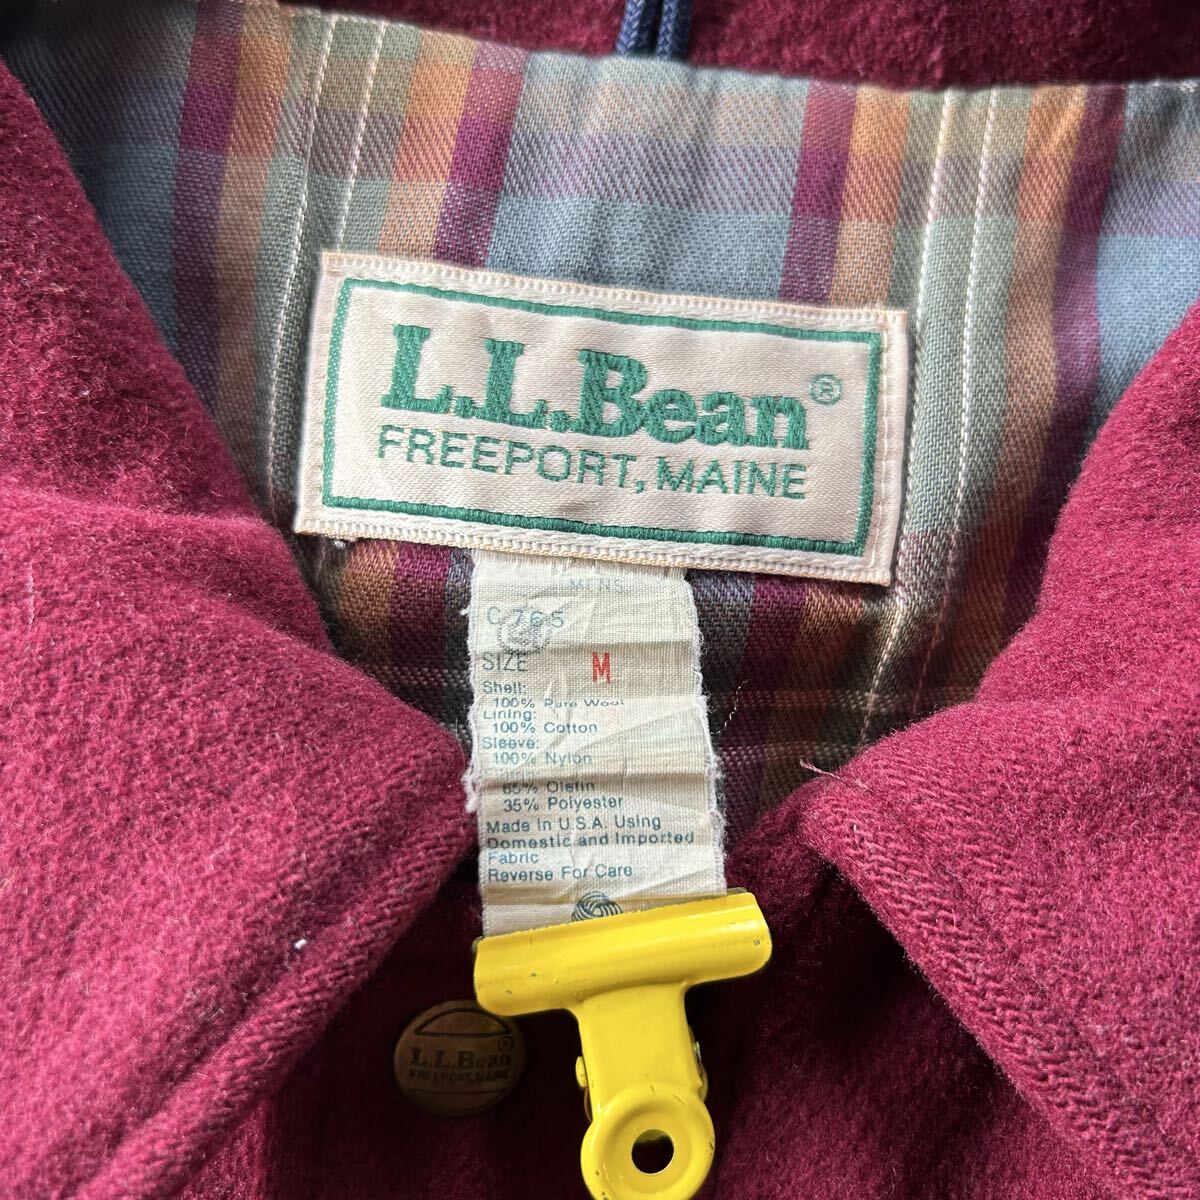 L.L.Bean®
FREEPORT, MAINE
MENS
C 765
SIZE M
Shell:
100% Pure Wool
Lining:
100% Cotton
Sleeve:
100% Nylon
65% Olefin
35% Polyester
Made in U.S.A. Using
Domestic and Imported
Fabric
Reverse For Care
®
L.L.Bean
FREEPORT, MAINE